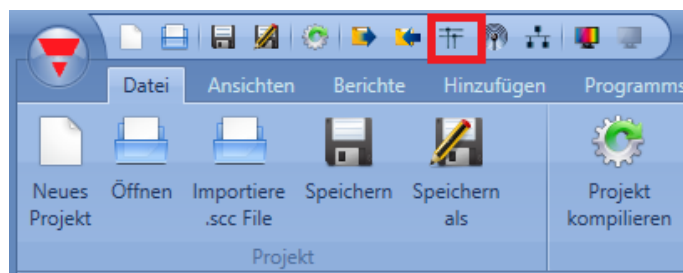 Datei Ansichten Berichte Hinzufügen Programms
Neues Projekt Öffnen Importiere .scc File Speichern Speichern als Projekt kompilieren
Projekt